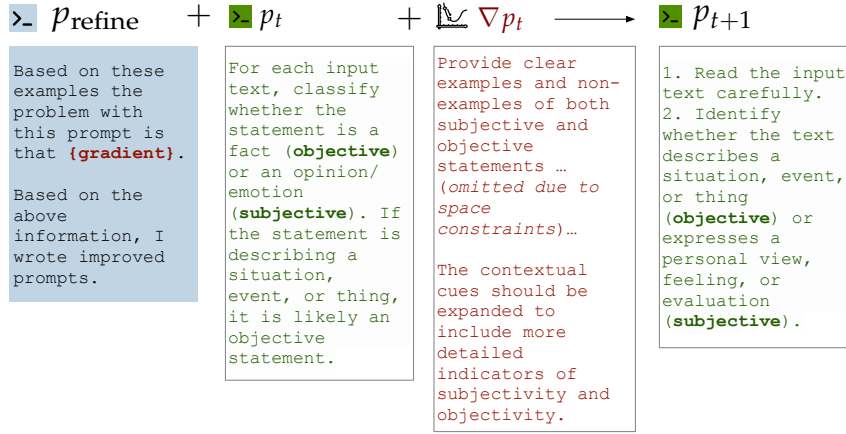 >_ p_refine + >_ p_t + ∇p_t → >_ p_t+1
Based on these
examples the
problem with
this prompt is
that {gradient}.
Based on the
above
information, I
wrote improved
prompts.
For each input
text, classify
whether the
statement is a
fact (objective)
or an opinion/
emotion
(subjective). If
the statement is
describing a
situation,
event, or thing,
it is likely an
objective
statement.
Provide clear
examples and non-
examples of both
subjective and
objective
statements …
(omitted due to
space
constraints)…
The contextual
cues should be
expanded to
include more
detailed
indicators of
subjectivity and
objectivity.
1. Read the input
text carefully.
2. Identify
whether the text
describes a
situation, event,
or thing
(objective) or
expresses a
personal view,
feeling, or
evaluation
(subjective).